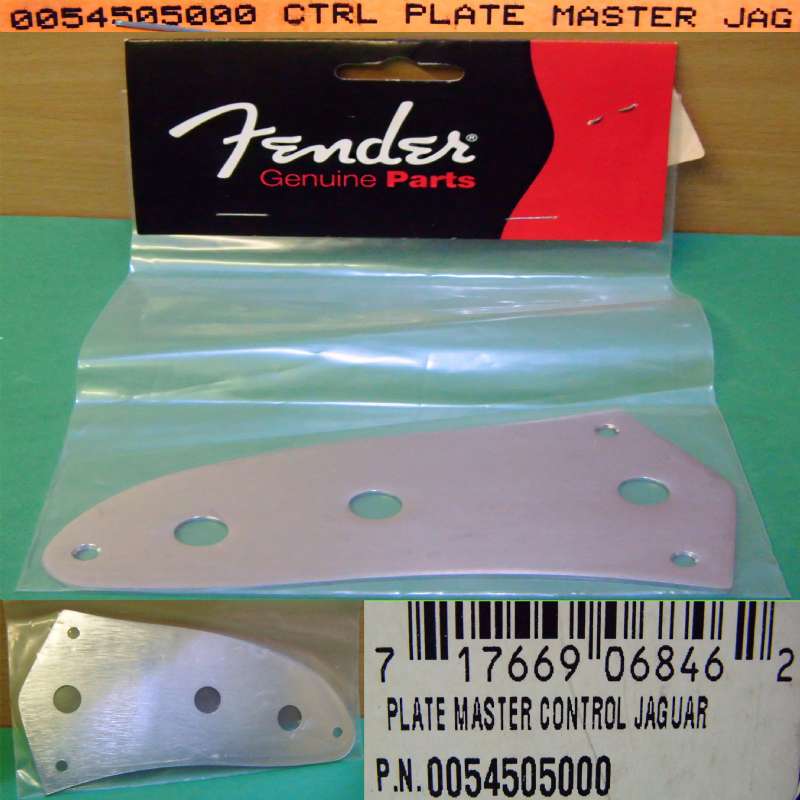 0054505000 CTRL PLATE MASTER JAG
Fender®
Genuine Parts
7 17669 06846 2
PLATE MASTER CONTROL JAGUAR
P.N. 0054505000